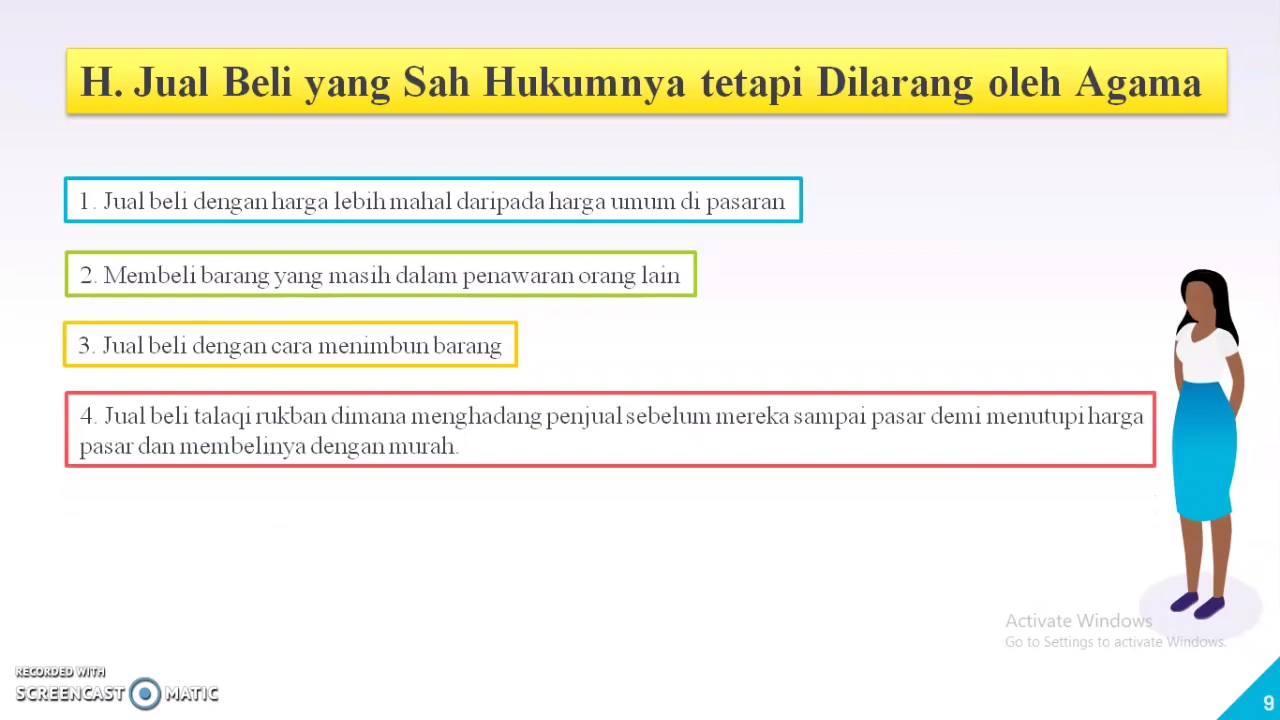 H. Jual Beli yang Sah Hukumnya tetapi Dilarang oleh Agama
1. Jual beli dengan harga lebih mahal daripada harga umum di pasaran
2. Membeli barang yang masih dalam penawaran orang lain
3. Jual beli dengan cara menimbun barang
4. Jual beli talaqi rukban dimana menghadang penjual sebelum mereka sampai pasar demi menutupi harga
pasar dan membelinya dengan murah.
Activate Windows
Go to Settings to activate Windows.
RECORDED WITH
SCREENCAST MATIC
9